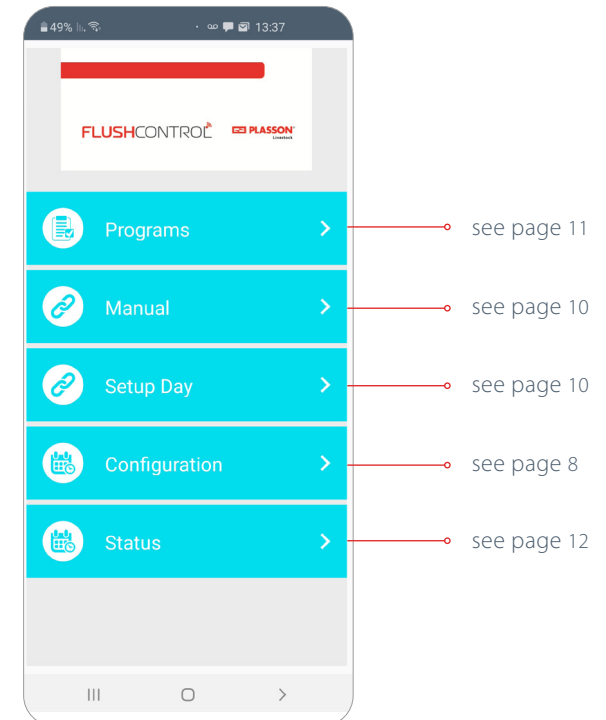 49% 13:37
FLUSHCONTROL PLASSON
Livestock
Programs see page 11
Manual see page 10
Setup Day see page 10
Configuration see page 8
Status see page 12